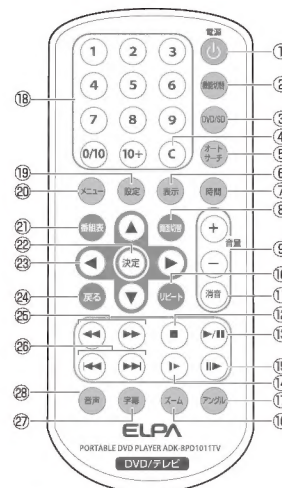 電源
①
1 2 3
機能切替 ②
4 5 6
DVD/SD ③
⑱
7 8 9
④
オートサーチ ⑤
0/10 10+ C
⑥
⑲
⑳ メニュー 設定 表示 時間 ⑦
⑧
㉑ 番組表 画面切替 +
㉒
音量 ⑨
㉓ 決定 −
⑩
㉔ 戻る リピート 消音 ⑪
㉕ ⑫
⑬
㉖
⑮
⑭
㉘ 音声 字幕 ズーム アングル ⑰
㉗ ⑯
ELPA
PORTABLE DVD PLAYER ADK-BPD101TTV
DVD/テレビ